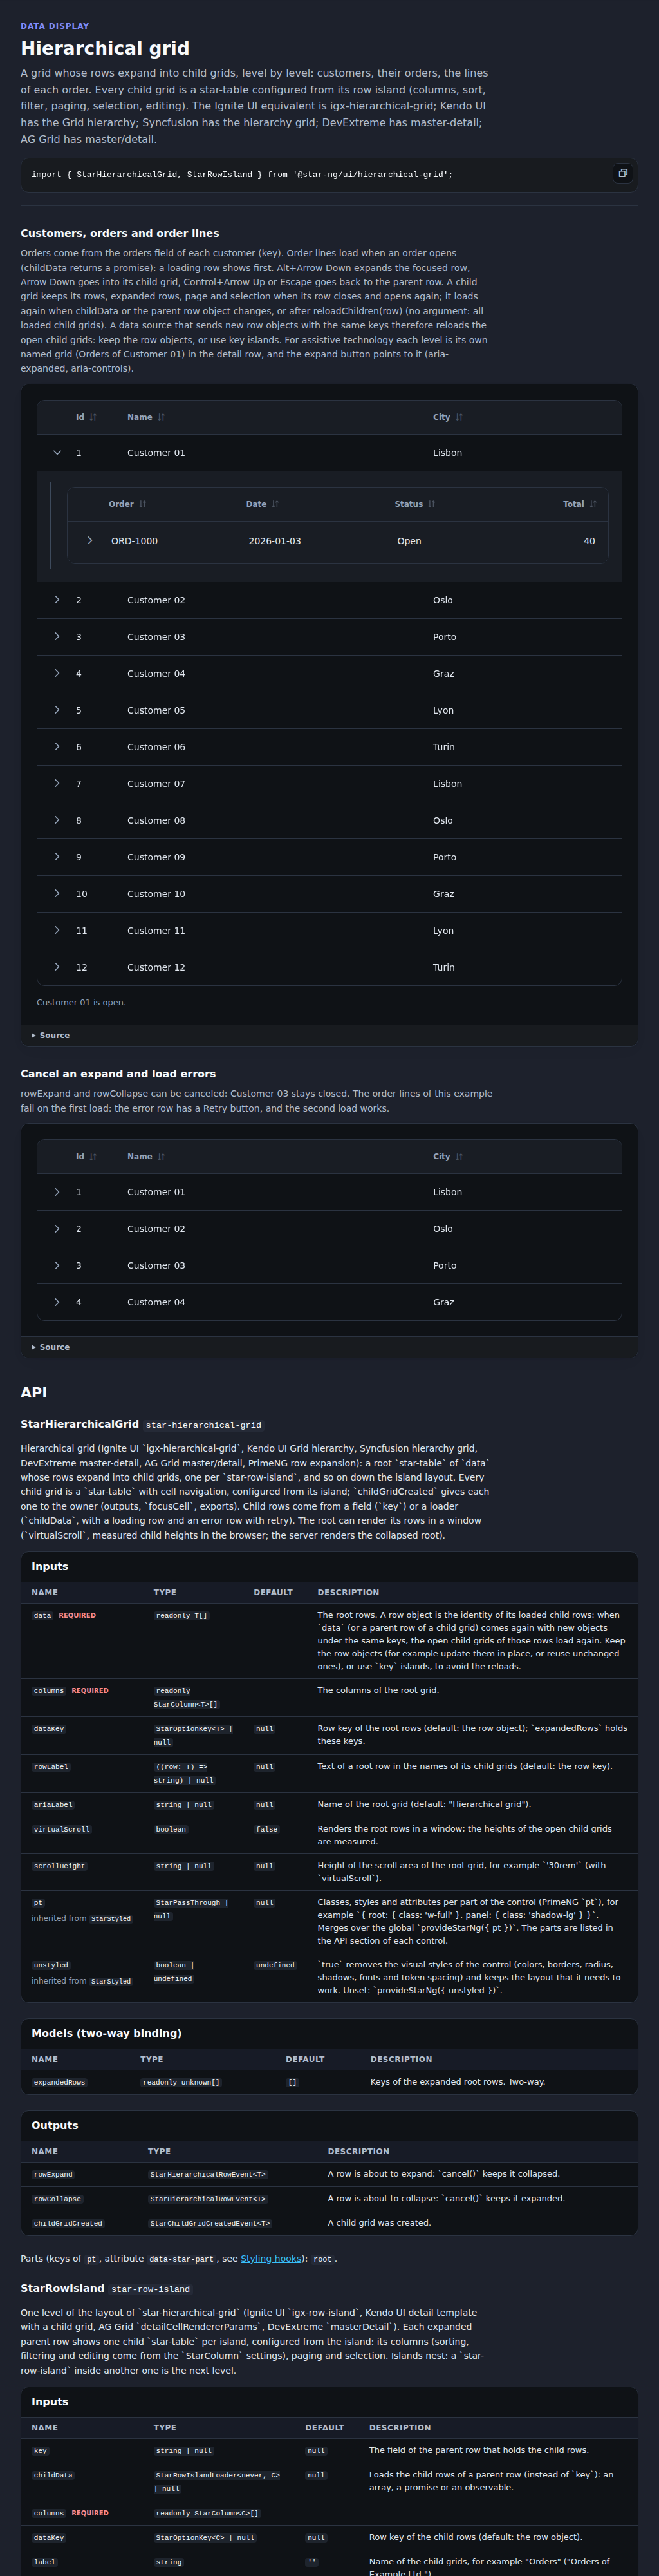 DATA DISPLAY
Hierarchical grid
A grid whose rows expand into child grids, level by level: customers, their orders, the lines
of each order. Every child grid is a star-table configured from its row island (columns, sort,
filter, paging, selection, editing). The Ignite UI equivalent is igx-hierarchical-grid; Kendo UI
has the Grid hierarchy; Syncfusion has the hierarchy grid; DevExtreme has master-detail;
AG Grid has master/detail.
import { StarHierarchicalGrid, StarRowIsland } from '@star-ng/ui/hierarchical-grid';
Customers, orders and order lines
Orders come from the orders field of each customer (key). Order lines load when an order opens
(childData returns a promise): a loading row shows first. Alt+Arrow Down expands the focused row,
Arrow Down goes into its child grid, Control+Arrow Up or Escape goes back to the parent row. A child
grid keeps its rows, expanded rows, page and selection when its row closes and opens again; it loads
again when childData or the parent row object changes, or after reloadChildren(row) (no argument: all
loaded child grids). A data source that sends new row objects with the same keys therefore reloads the
open child grids: keep the row objects, or use key islands. For assistive technology each level is its own
named grid (Orders of Customer 01) in the detail row, and the expand button points to it (aria-
expanded, aria-controls).
Id Name City
1 Customer 01 Lisbon
Order Date Status Total
ORD-1000 2026-01-03 Open 40
2 Customer 02 Oslo
3 Customer 03 Porto
4 Customer 04 Graz
5 Customer 05 Lyon
6 Customer 06 Turin
7 Customer 07 Lisbon
8 Customer 08 Oslo
9 Customer 09 Porto
10 Customer 10 Graz
11 Customer 11 Lyon
12 Customer 12 Turin
Customer 01 is open.
Source
Cancel an expand and load errors
rowExpand and rowCollapse can be canceled: Customer 03 stays closed. The order lines of this example
fail on the first load: the error row has a Retry button, and the second load works.
Id Name City
1 Customer 01 Lisbon
2 Customer 02 Oslo
3 Customer 03 Porto
4 Customer 04 Graz
Source
API
StarHierarchicalGrid star-hierarchical-grid
Hierarchical grid (Ignite UI `igx-hierarchical-grid`, Kendo UI Grid hierarchy, Syncfusion hierarchy grid,
DevExtreme master-detail, AG Grid master/detail, PrimeNG row expansion): a root `star-table` of `data`
whose rows expand into child grids, one per `star-row-island`, and so on down the island layout. Every
child grid is a `star-table` with cell navigation, configured from its island; `childGridCreated` gives each
one to the owner (outputs, `focusCell`, exports). Child rows come from a field (`key`) or a loader
(`childData`, with a loading row and an error row with retry). The root can render its rows in a window
(`virtualScroll`, measured child heights in the browser; the server renders the collapsed root).
Inputs
NAME TYPE DEFAULT DESCRIPTION
data REQUIRED readonly T[] The root rows. A row object is the identity of its loaded child rows: when
`data` (or a parent row of a child grid) comes again with new objects
under the same keys, the open child grids of those rows load again. Keep
the row objects (for example update them in place, or reuse unchanged
ones), or use `key` islands, to avoid the reloads.
columns REQUIRED readonly StarColumn<T>[] The columns of the root grid.
dataKey StarOptionKey<T> | null null Row key of the root rows (default: the row object); `expandedRows` holds
these keys.
rowLabel ((row: T) => string) | null null Text of a root row in the names of its child grids (default: the row key).
ariaLabel string | null null Name of the root grid (default: "Hierarchical grid").
virtualScroll boolean false Renders the root rows in a window; the heights of the open child grids
are measured.
scrollHeight string | null null Height of the scroll area of the root grid, for example `'30rem'` (with
`virtualScroll`).
pt StarPassThrough | null null Classes, styles and attributes per part of the control (PrimeNG `pt`), for
inherited from StarStyled example `{ root: { class: 'w-full' }, panel: { class: 'shadow-lg' } }`.
Merges over the global `provideStarNg({ pt })`. The parts are listed in
the API section of each control.
unstyled boolean | undefined undefined `true` removes the visual styles of the control (colors, borders, radius,
inherited from StarStyled shadows, fonts and token spacing) and keeps the layout that it needs to
work. Unset: `provideStarNg({ unstyled })`.
Models (two-way binding)
NAME TYPE DEFAULT DESCRIPTION
expandedRows readonly unknown[] [] Keys of the expanded root rows. Two-way.
Outputs
NAME TYPE DESCRIPTION
rowExpand StarHierarchicalRowEvent<T> A row is about to expand: `cancel()` keeps it collapsed.
rowCollapse StarHierarchicalRowEvent<T> A row is about to collapse: `cancel()` keeps it expanded.
childGridCreated StarChildGridCreatedEvent<T> A child grid was created.
Parts (keys of pt, attribute data-star-part, see Styling hooks): root.
StarRowIsland star-row-island
One level of the layout of `star-hierarchical-grid` (Ignite UI `igx-row-island`, Kendo UI detail template
with a child grid, AG Grid `detailCellRendererParams`, DevExtreme `masterDetail`). Each expanded
parent row shows one child `star-table` per island, configured from the island: its columns (sorting,
filtering and editing come from the `StarColumn` settings), paging and selection. Islands nest: a `star-
row-island` inside another one is the next level.
Inputs
NAME TYPE DEFAULT DESCRIPTION
key string | null null The field of the parent row that holds the child rows.
childData StarRowIslandLoader<never, C> | null null Loads the child rows of a parent row (instead of `key`): an
array, a promise or an observable.
columns REQUIRED readonly StarColumn<C>[]
dataKey StarOptionKey<C> | null null Row key of the child rows (default: the row object).
label string '' Name of the child grids, for example "Orders" ("Orders of
Example Ltd.").